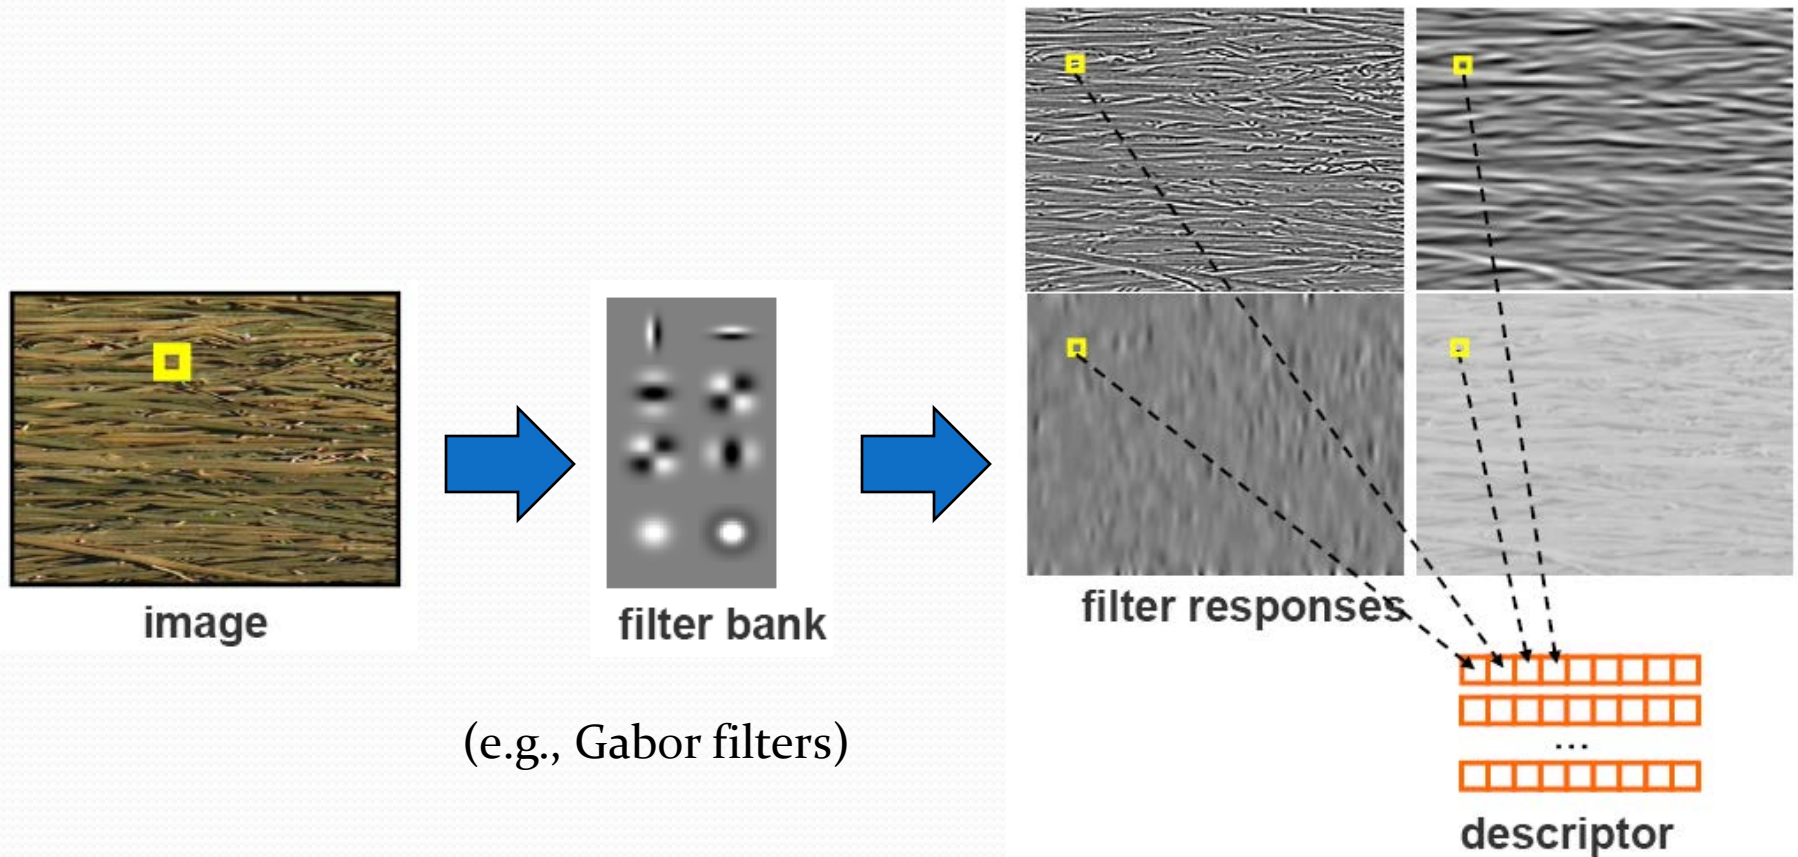 image
filter bank
(e.g., Gabor filters)
filter responses
...
descriptor